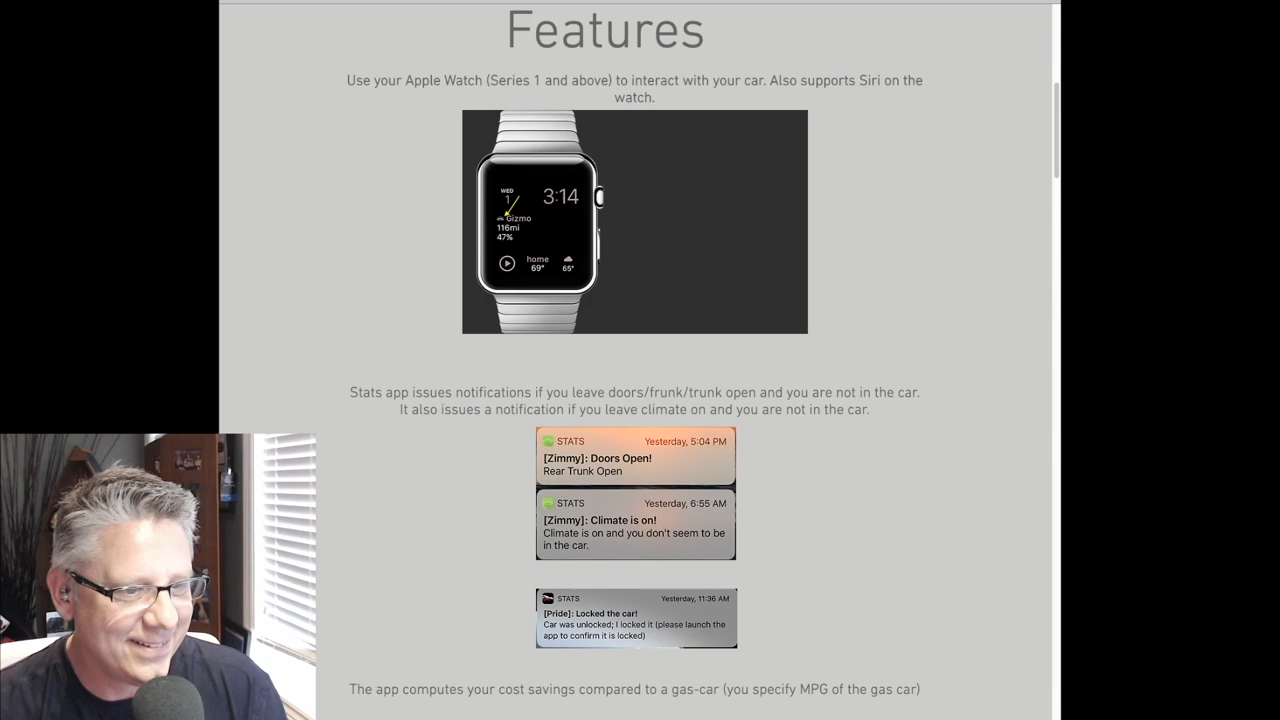 Features
Use your Apple Watch (Series 1 and above) to interact with your car. Also supports Siri on the
watch.
WED
1
3:14
Gizmo
116mi
47%
home
69°
65°
Stats app issues notifications if you leave doors/frunk/trunk open and you are not in the car.
It also issues a notification if you leave climate on and you are not in the car.
STATS Yesterday, 5:04 PM
[Zimmy]: Doors Open!
Rear Trunk Open
STATS Yesterday, 6:55 AM
[Zimmy]: Climate is on!
Climate is on and you don't seem to be
in the car.
STATS Yesterday, 11:36 AM
[Pride]: Locked the car!
Car was unlocked; I locked it (please launch the
app to confirm it is locked)
The app computes your cost savings compared to a gas-car (you specify MPG of the gas car)